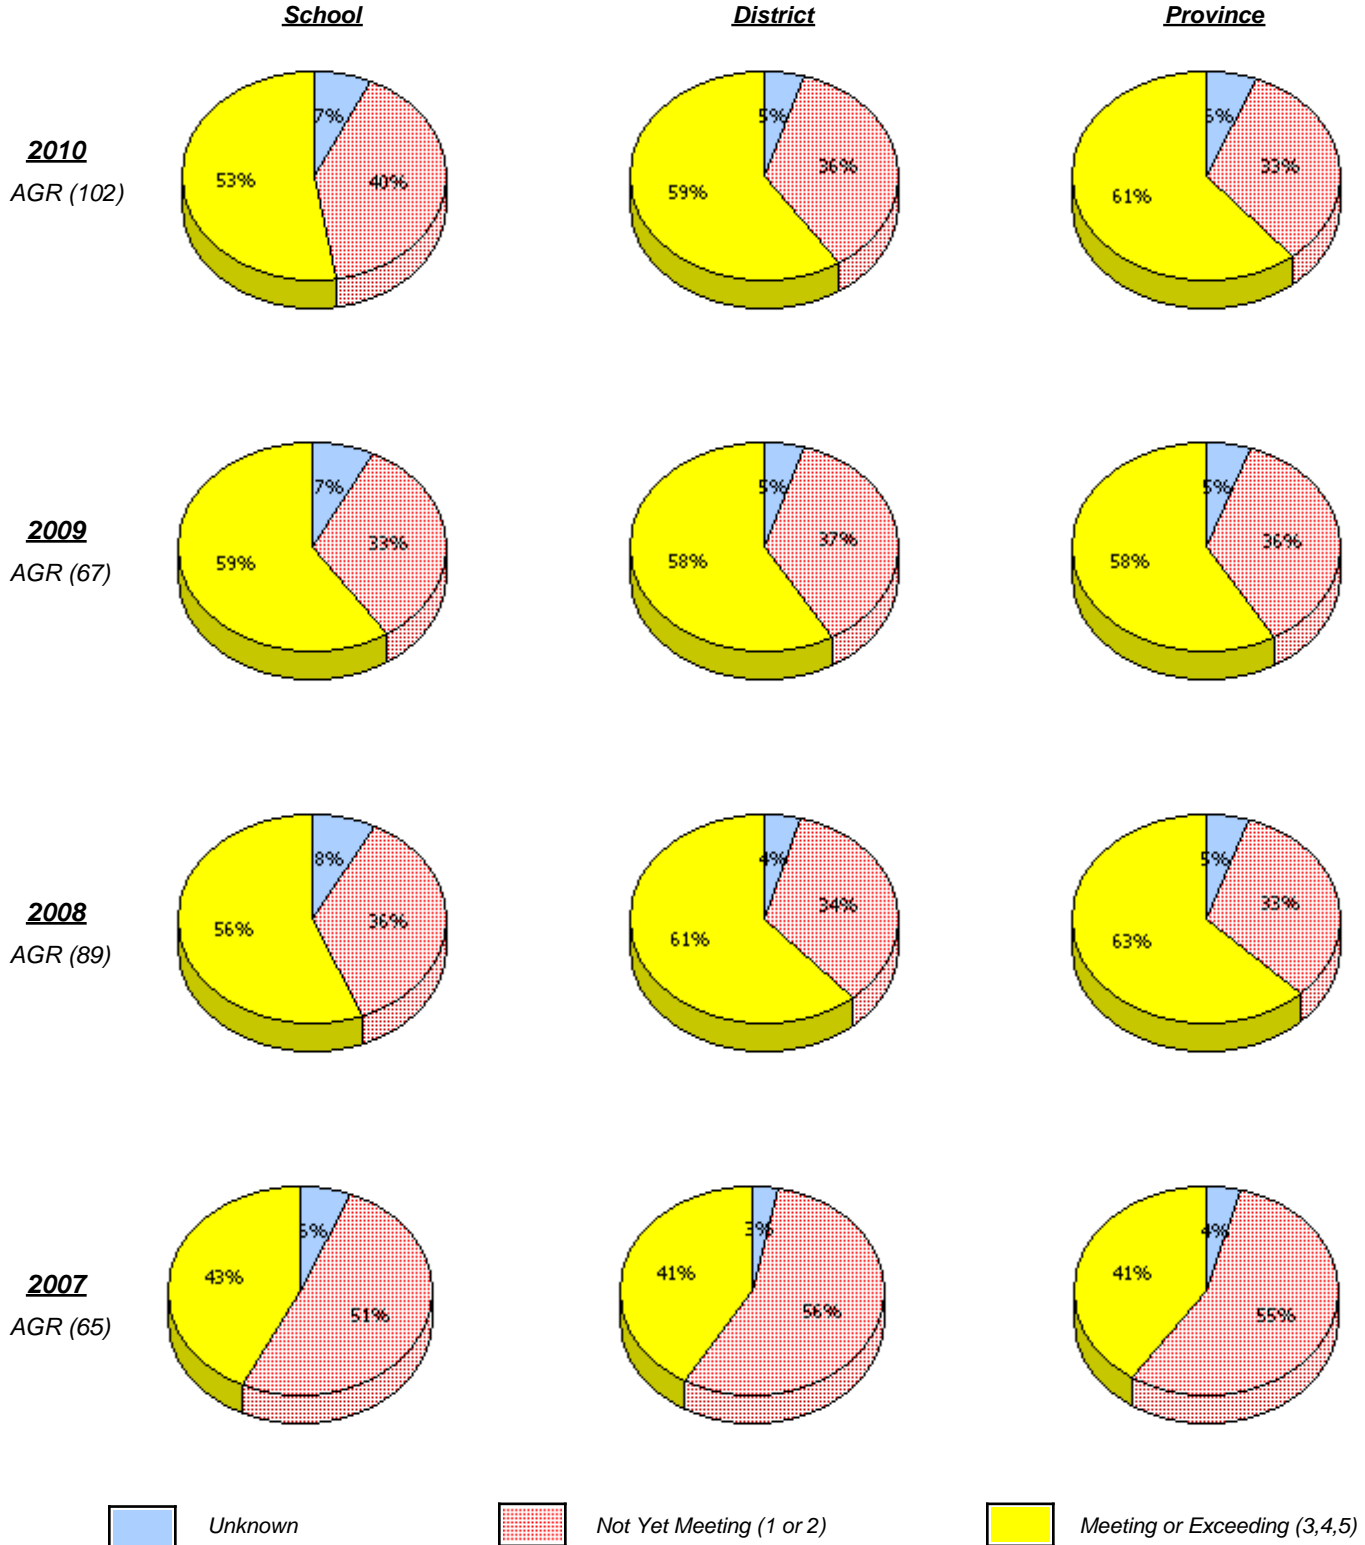 School District Province
2010
AGR (102)
7% 40% 53%
5% 36% 59%
6% 33% 61%
2009
AGR (67)
7% 33% 59%
5% 37% 58%
5% 36% 58%
2008
AGR (89)
8% 36% 56%
4% 34% 61%
5% 33% 63%
2007
AGR (65)
6% 51% 43%
3% 56% 41%
4% 55% 41%
Unknown Not Yet Meeting (1 or 2) Meeting or Exceeding (3,4,5)